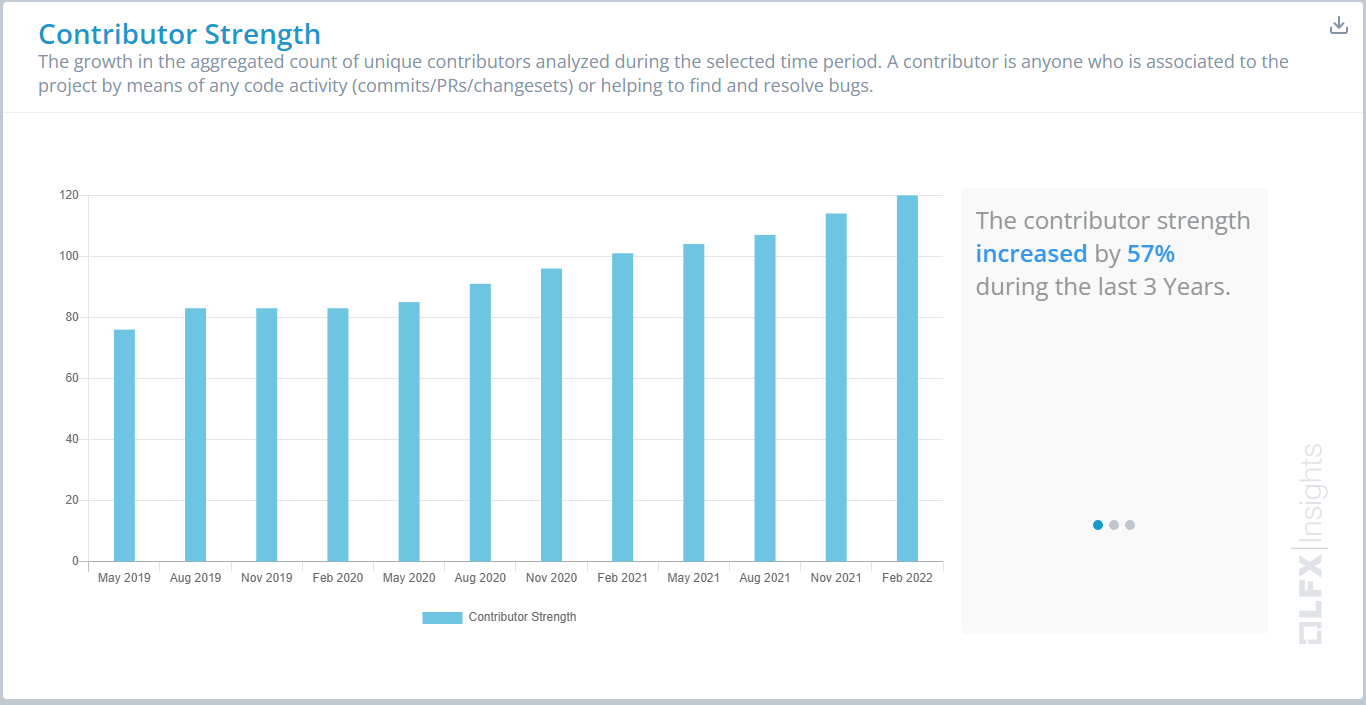 Contributor Strength
The growth in the aggregated count of unique contributors analyzed during the selected time period. A contributor is anyone who is associated to the
project by means of any code activity (commits/PRs/changesets) or helping to find and resolve bugs.
120
100
80
60
40
20
0
May 2019 Aug 2019 Nov 2019 Feb 2020 May 2020 Aug 2020 Nov 2020 Feb 2021 May 2021 Aug 2021 Nov 2021 Feb 2022
Contributor Strength
The contributor strength
increased by 57%
during the last 3 Years.
LFX|Insights